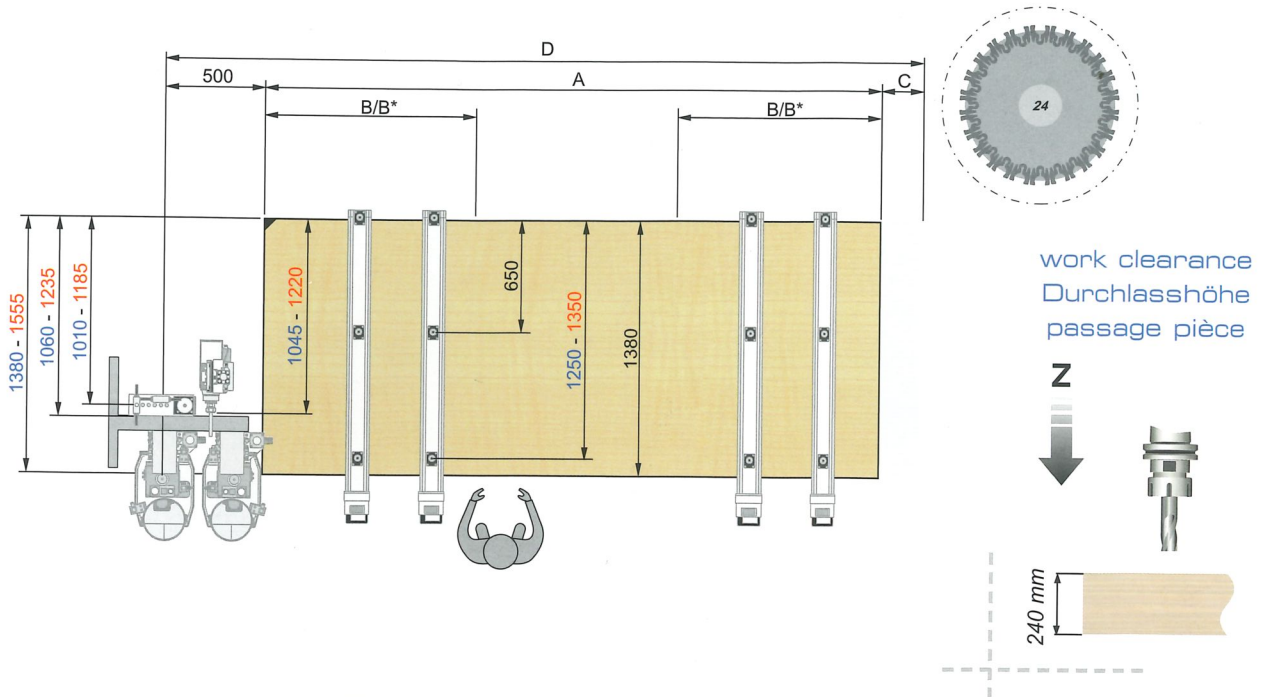 D
500
A
C
B/B*
B/B*
24
1380 - 1555
1060 - 1235
1010 - 1185
1045 - 1220
650
1250 - 1350
1380
work clearance
Durchlasshöhe
passage pièce
Z
240 mm